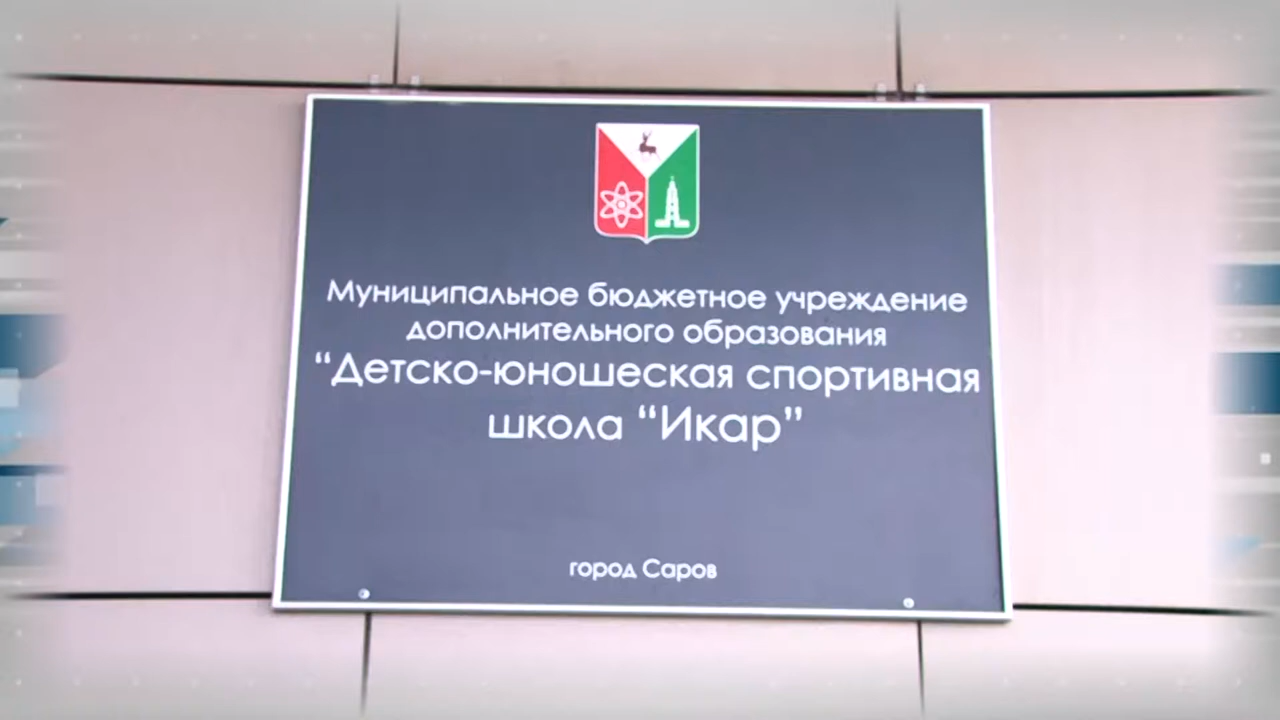 Муниципальное бюджетное учреждение
дополнительного образования
“Детско-юношеская спортивная
школа “Икар”
город Саров